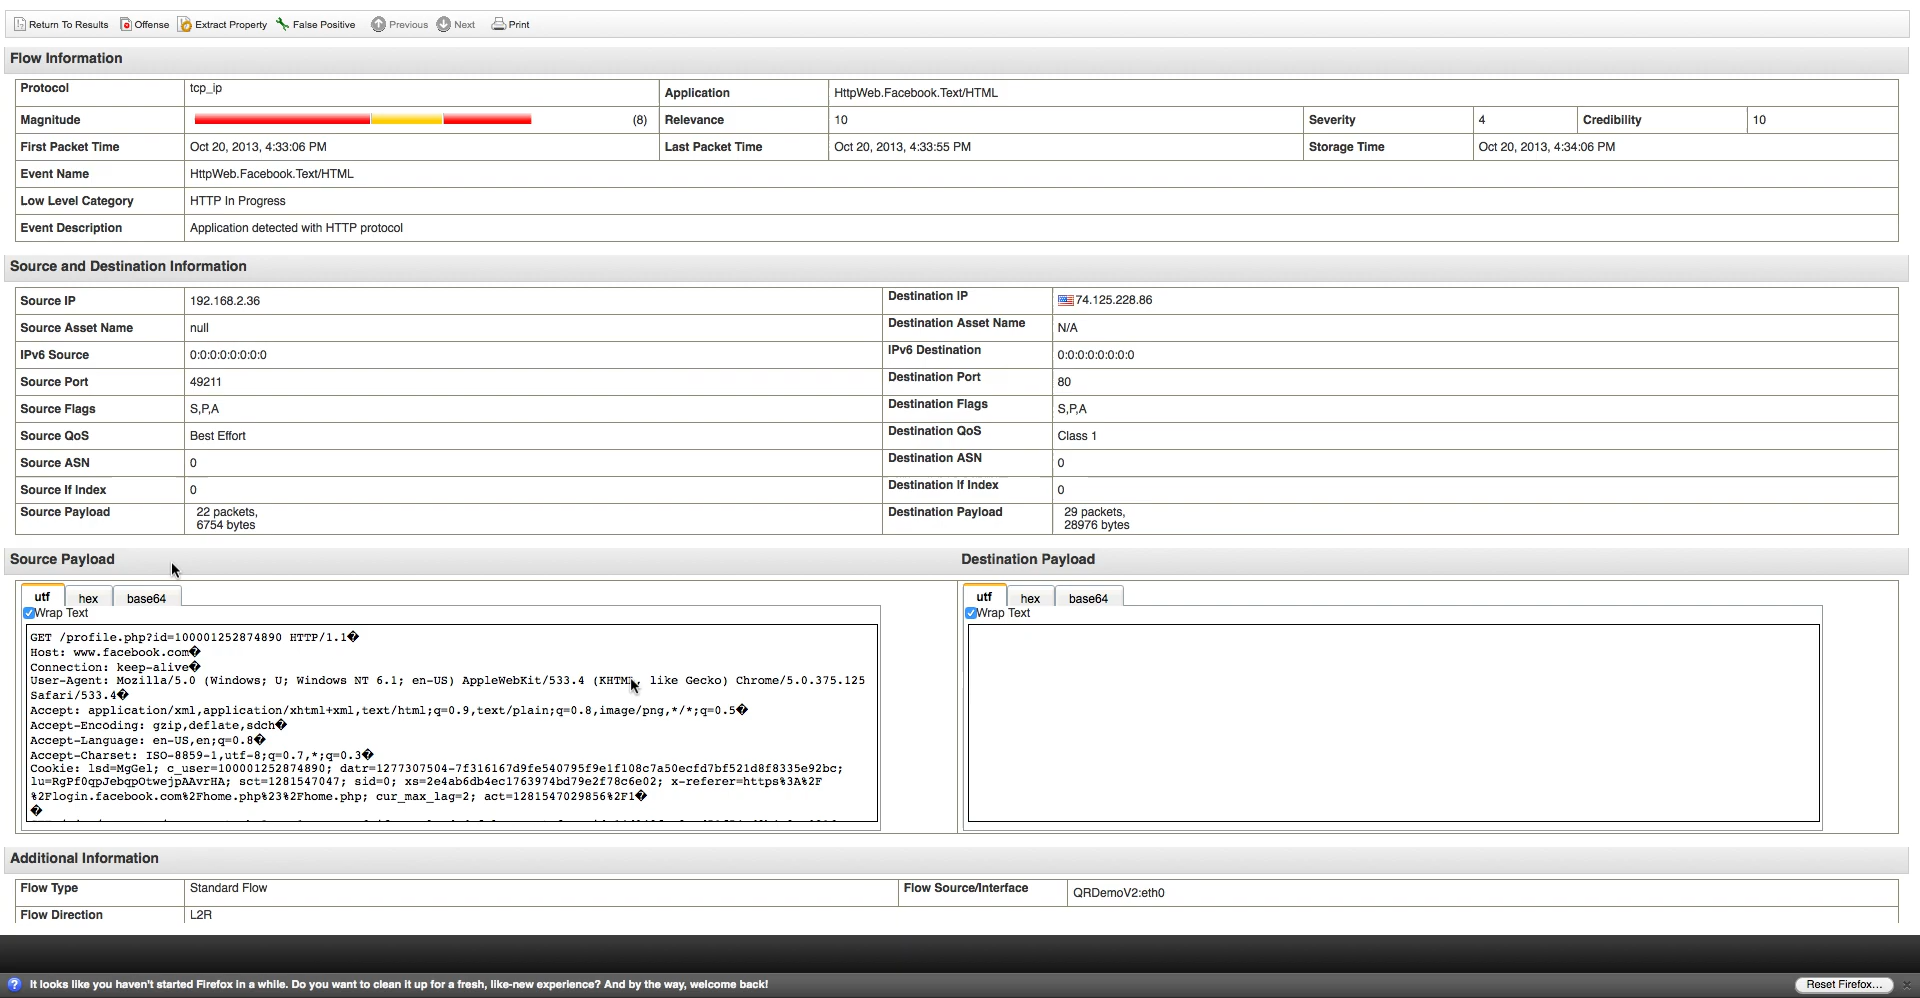 Return To Results Offense Extract Property False Positive Previous Next Print
Flow Information
Protocol tcp_ip Application HttpWeb.Facebook.Text/HTML
Magnitude (8) Relevance 10 Severity 4 Credibility 10
First Packet Time Oct 20, 2013, 4:33:06 PM Last Packet Time Oct 20, 2013, 4:33:55 PM Storage Time Oct 20, 2013, 4:34:06 PM
Event Name HttpWeb.Facebook.Text/HTML
Low Level Category HTTP In Progress
Event Description Application detected with HTTP protocol
Source and Destination Information
Source IP 192.168.2.36 Destination IP 74.125.228.86
Source Asset Name null Destination Asset Name N/A
IPv6 Source 0:0:0:0:0:0:0:0 IPv6 Destination 0:0:0:0:0:0:0:0
Source Port 49211 Destination Port 80
Source Flags S,P,A Destination Flags S,P,A
Source QoS Best Effort Destination QoS Class 1
Source ASN 0 Destination ASN 0
Source If Index 0 Destination If Index 0
Source Payload 22 packets, Destination Payload 29 packets,
6754 bytes 28976 bytes
Source Payload Destination Payload
utf hex base64 utf hex base64
Wrap Text Wrap Text
GET /profile.php?id=100001252874890 HTTP/1.1�
Host: www.facebook.com�
Connection: keep-alive�
User-Agent: Mozilla/5.0 (Windows; U; Windows NT 6.1; en-US) AppleWebKit/533.4 (KHTML, like Gecko) Chrome/5.0.375.125
Safari/533.4�
Accept: application/xml,application/xhtml+xml,text/html;q=0.9,text/plain;q=0.8,image/png,*/*;q=0.5�
Accept-Encoding: gzip,deflate,sdch�
Accept-Language: en-US,en;q=0.8�
Accept-Charset: ISO-8859-1,utf-8;q=0.7,*;q=0.3�
Cookie: lsd=MgGel; c_user=100001252874890; datr=1277307504-7f316167d9fe540795f9e1f108c7a50ecfd7bf521d8f8335e92bc;
lu=RgPf0qpJebqpOtwejpAAvrHA; sct=1281547047; sid=0; xs=2e4ab6db4ec1763974bd79e2f78c6e02; x-referer=https%3A%2F
%2Flogin.facebook.com%2Fhome.php%23%2Fhome.php; cur_max_lag=2; act=1281547029856%2F1�
�
Additional Information
Flow Type Standard Flow Flow Source/Interface QRDemoV2:eth0
Flow Direction L2R
It looks like you haven't started Firefox in a while. Do you want to clean it up for a fresh, like-new experience? And by the way, welcome back! Reset Firefox...